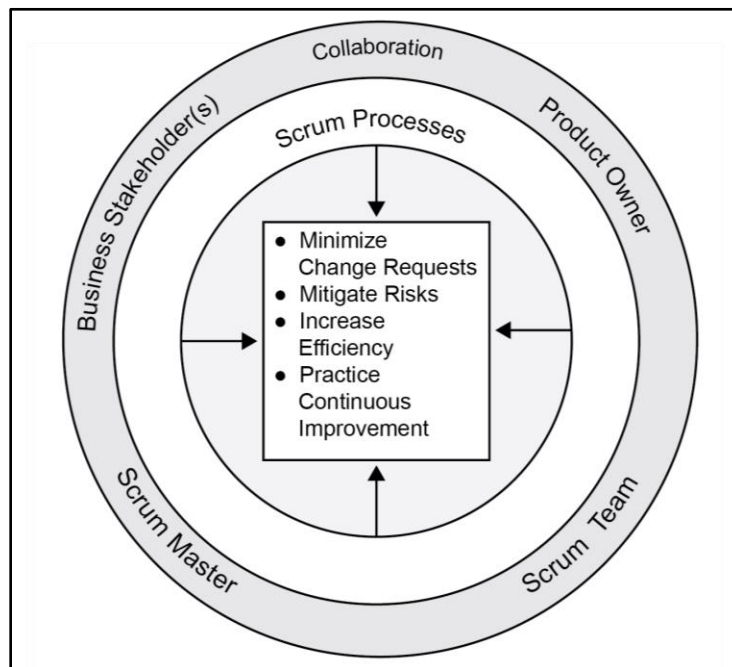 Collaboration
Business Stakeholder(s)
Product Owner
Scrum Processes
● Minimize
Change Requests
● Mitigate Risks
● Increase
Efficiency
● Practice
Continuous
Improvement
Scrum Master
Scrum Team